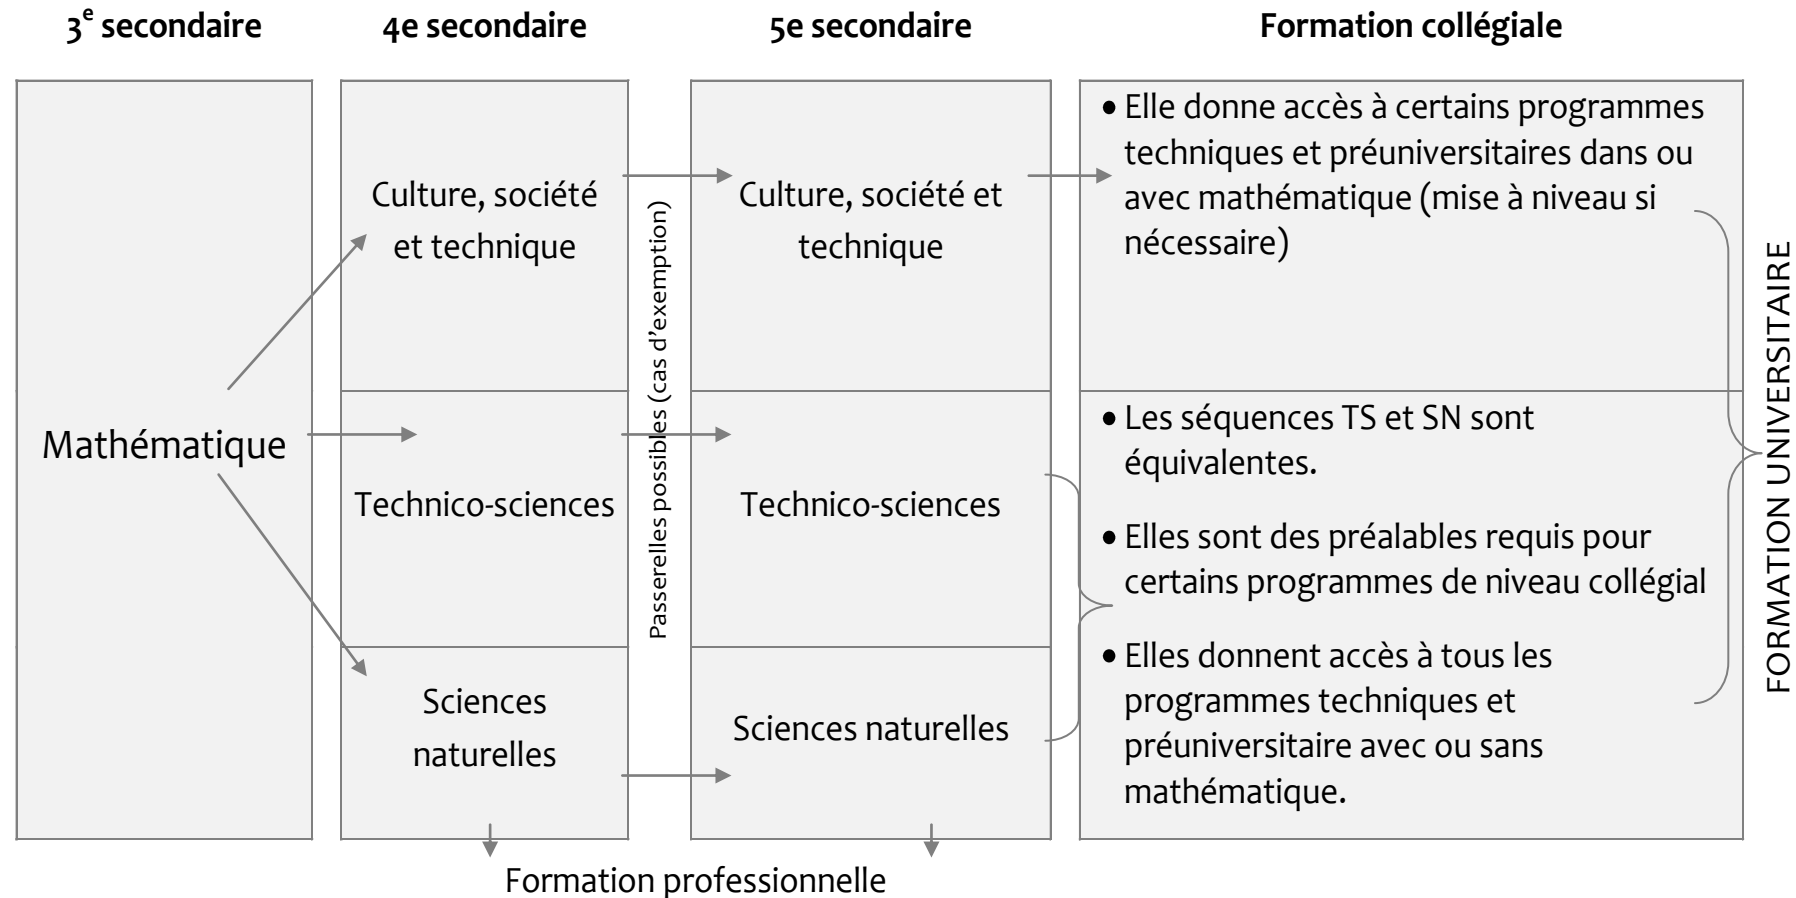 3e secondaire
4e secondaire
5e secondaire
Formation collégiale
Mathématique
Culture, société
et technique
Technico-sciences
Sciences
naturelles
Passerelles possibles (cas d'exemption)
Culture, société et
technique
Technico-sciences
Sciences naturelles
• Elle donne accès à certains programmes
techniques et préuniversitaires dans ou
avec mathématique (mise à niveau si
nécessaire)
• Les séquences TS et SN sont
équivalentes.
• Elles sont des préalables requis pour
certains programmes de niveau collégial
• Elles donnent accès à tous les
programmes techniques et
préuniversitaire avec ou sans
mathématique.
FORMATION UNIVERSITAIRE
Formation professionnelle